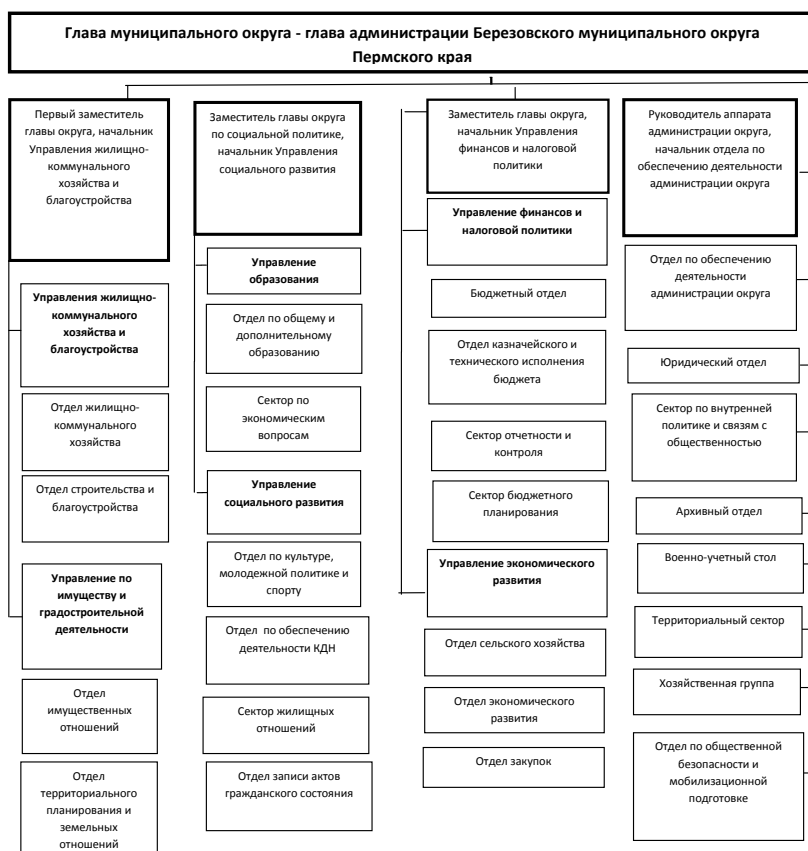 Глава муниципального округа - глава администрации Березовского муниципального округа
Пермского края
Первый заместитель
главы округа, начальник
Управления жилищно-
коммунального
хозяйства и
благоустройства
Управления жилищно-
коммунального
хозяйства и
благоустройства
Отдел жилищно-
коммунального
хозяйства
Отдел строительства и
благоустройства
Управление по
имуществу и
градостроительной
деятельности
Отдел
имущественных
отношений
Отдел
территориального
планирования и
земельных
отношений
Заместитель главы округа
по социальной политике,
начальник Управления
социального развития
Управление
образования
Отдел по общему и
дополнительному
образованию
Сектор по
экономическим
вопросам
Управление
социального развития
Отдел по культуре,
молодежной политике и
спорту
Отдел по обеспечению
деятельности КДН
Сектор жилищных
отношений
Отдел записи актов
гражданского состояния
Заместитель главы округа,
начальник Управления
финансов и налоговой
политики
Управление финансов и
налоговой политики
Бюджетный отдел
Отдел казначейского и
технического исполнения
бюджета
Сектор отчетности и
контроля
Сектор бюджетного
планирования
Управление экономического
развития
Отдел сельского хозяйства
Отдел экономического
развития
Отдел закупок
Руководитель аппарата
администрации округа,
начальник отдела по
обеспечению деятельности
администрации округа
Отдел по обеспечению
деятельности
администрации округа
Юридический отдел
Сектор по внутренней
политике и связям с
общественностью
Архивный отдел
Военно-учетный стол
Территориальный сектор
Хозяйственная группа
Отдел по общественной
безопасности и
мобилизационной
подготовке